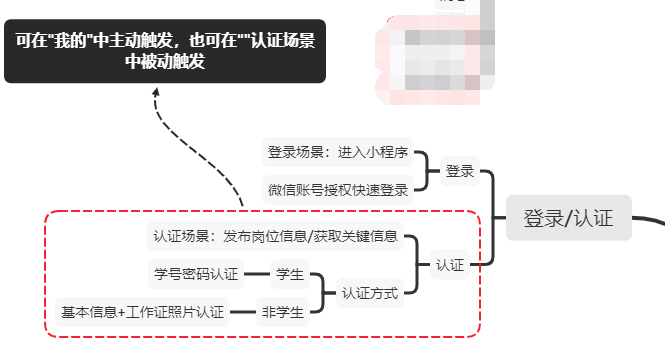 可在"我的"中主动触发，也可在""认证场景
中被动触发
登录场景：进入小程序
登录
微信账号授权快速登录
登录/认证
认证场景：发布岗位信息/获取关键信息
认证
学号密码认证
学生
认证方式
基本信息+工作证照片认证
非学生